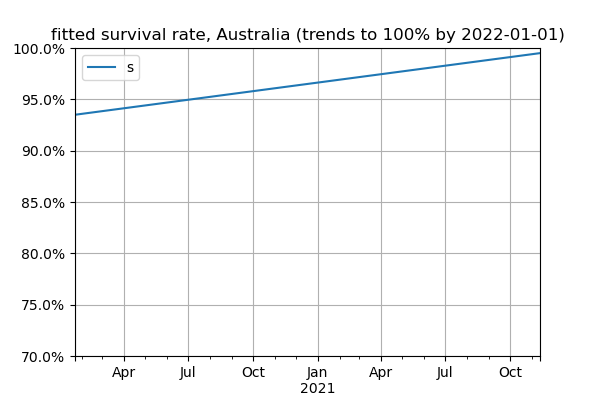 fitted survival rate, Australia (trends to 100% by 2022-01-01)
100.0%
s
95.0%
90.0%
85.0%
80.0%
75.0%
70.0%
Apr Jul Oct Jan Apr Jul Oct
2021